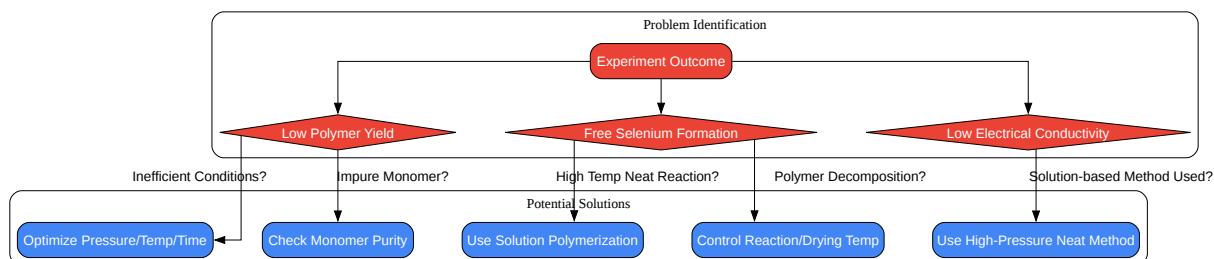 Problem Identification
Experiment Outcome
Low Polymer Yield
Free Selenium Formation
Low Electrical Conductivity
Inefficient Conditions?
Impure Monomer?
High Temp Neat Reaction?
Polymer Decomposition?
Solution-based Method Used?
Potential Solutions
Optimize Pressure/Temp/Time
Check Monomer Purity
Use Solution Polymerization
Control Reaction/Drying Temp
Use High-Pressure Neat Method